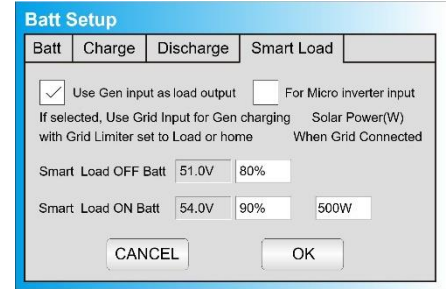 Batt Setup
Batt Charge Discharge Smart Load
Use Gen input as load output For Micro inverter input
If selected, Use Grid Input for Gen charging Solar Power(W)
with Grid Limiter set to Load or home When Grid Connected
Smart Load OFF Batt 51.0V 80%
Smart Load ON Batt 54.0V 90% 500W
CANCEL OK